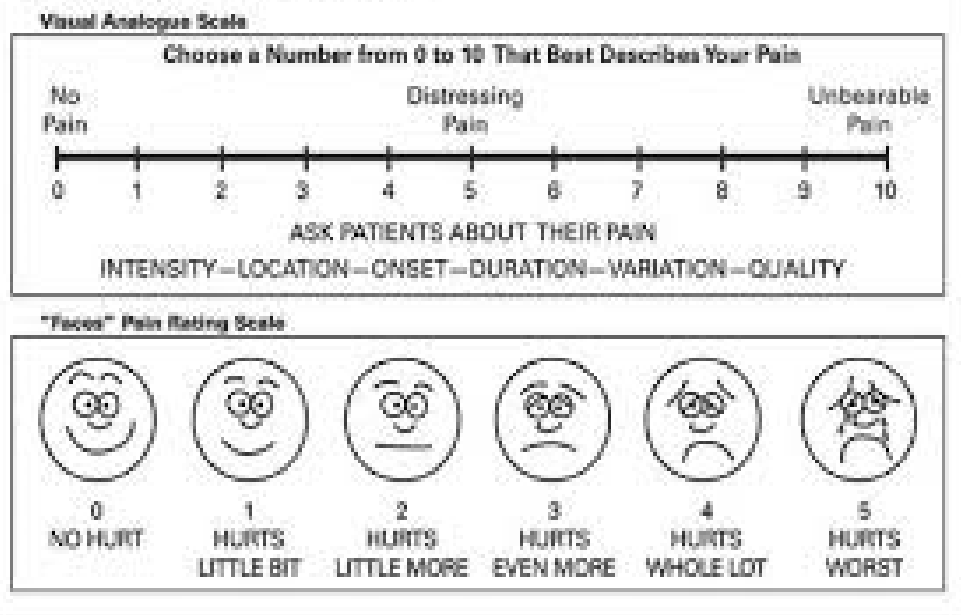 Visual Analogue Scale
Choose a Number from 0 to 10 That Best Describes Your Pain
No Distressing Unbearable
Pain Pain Pain
0 1 2 3 4 5 6 7 8 9 10
ASK PATIENTS ABOUT THEIR PAIN
INTENSITY–LOCATION–ONSET–DURATION–VARIATION–QUALITY
"Faces" Pain Rating Scale
0 1 2 3 4 5
NO HURT HURTS HURTS HURTS HURTS HURTS
LITTLE BIT LITTLE MORE EVEN MORE WHOLE LOT WORST